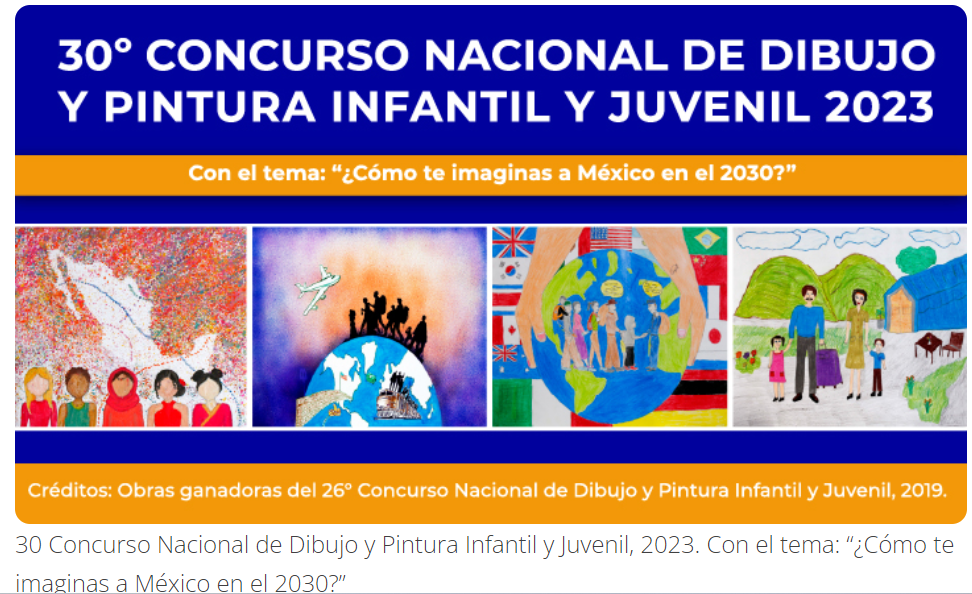 30º CONCURSO NACIONAL DE DIBUJO
Y PINTURA INFANTIL Y JUVENIL 2023
Con el tema: “¿Cómo te imaginas a México en el 2030?”
Créditos: Obras ganadoras del 26º Concurso Nacional de Dibujo y Pintura Infantil y Juvenil, 2019.
30 Concurso Nacional de Dibujo y Pintura Infantil y Juvenil, 2023. Con el tema: “¿Cómo te
imaginas a México en el 2030?”